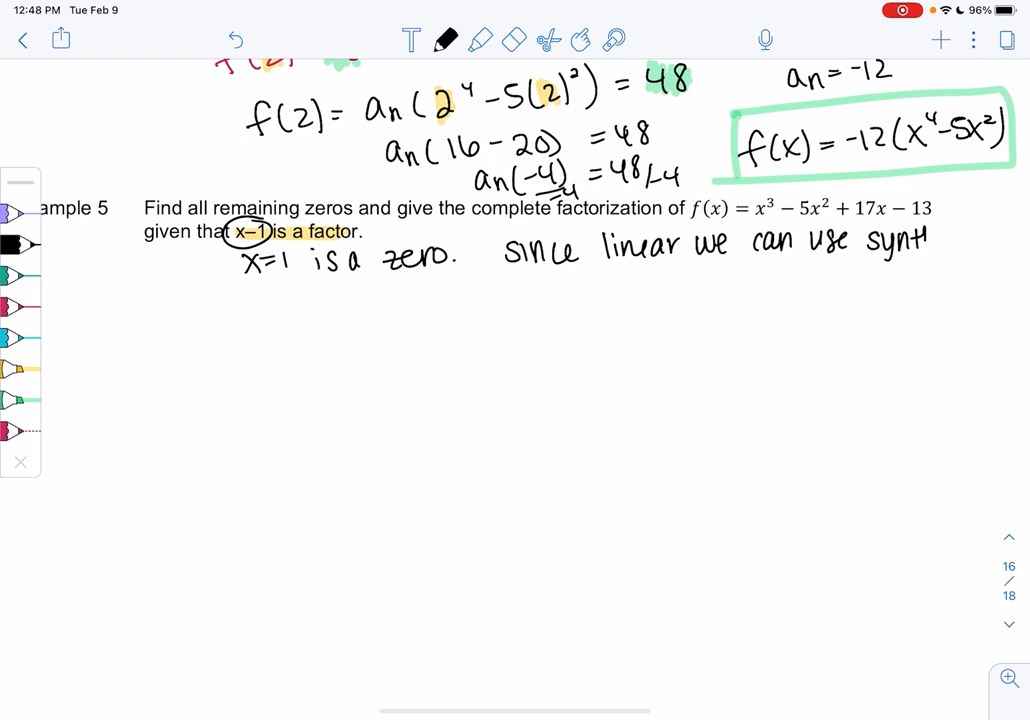 12:48 PM Tue Feb 9
96%
f(2) = an(2⁴ - 5(2)²) = 48
an = -12
an(16 - 20) = 48
f(x) = -12(x⁴-5x²)
an(-4) = 48/-4
-4
ample 5 Find all remaining zeros and give the complete factorization of f(x) = x³ − 5x² + 17x − 13
given that x–1 is a factor.
x=1 is a zero. since linear we can use synth
16
/
18